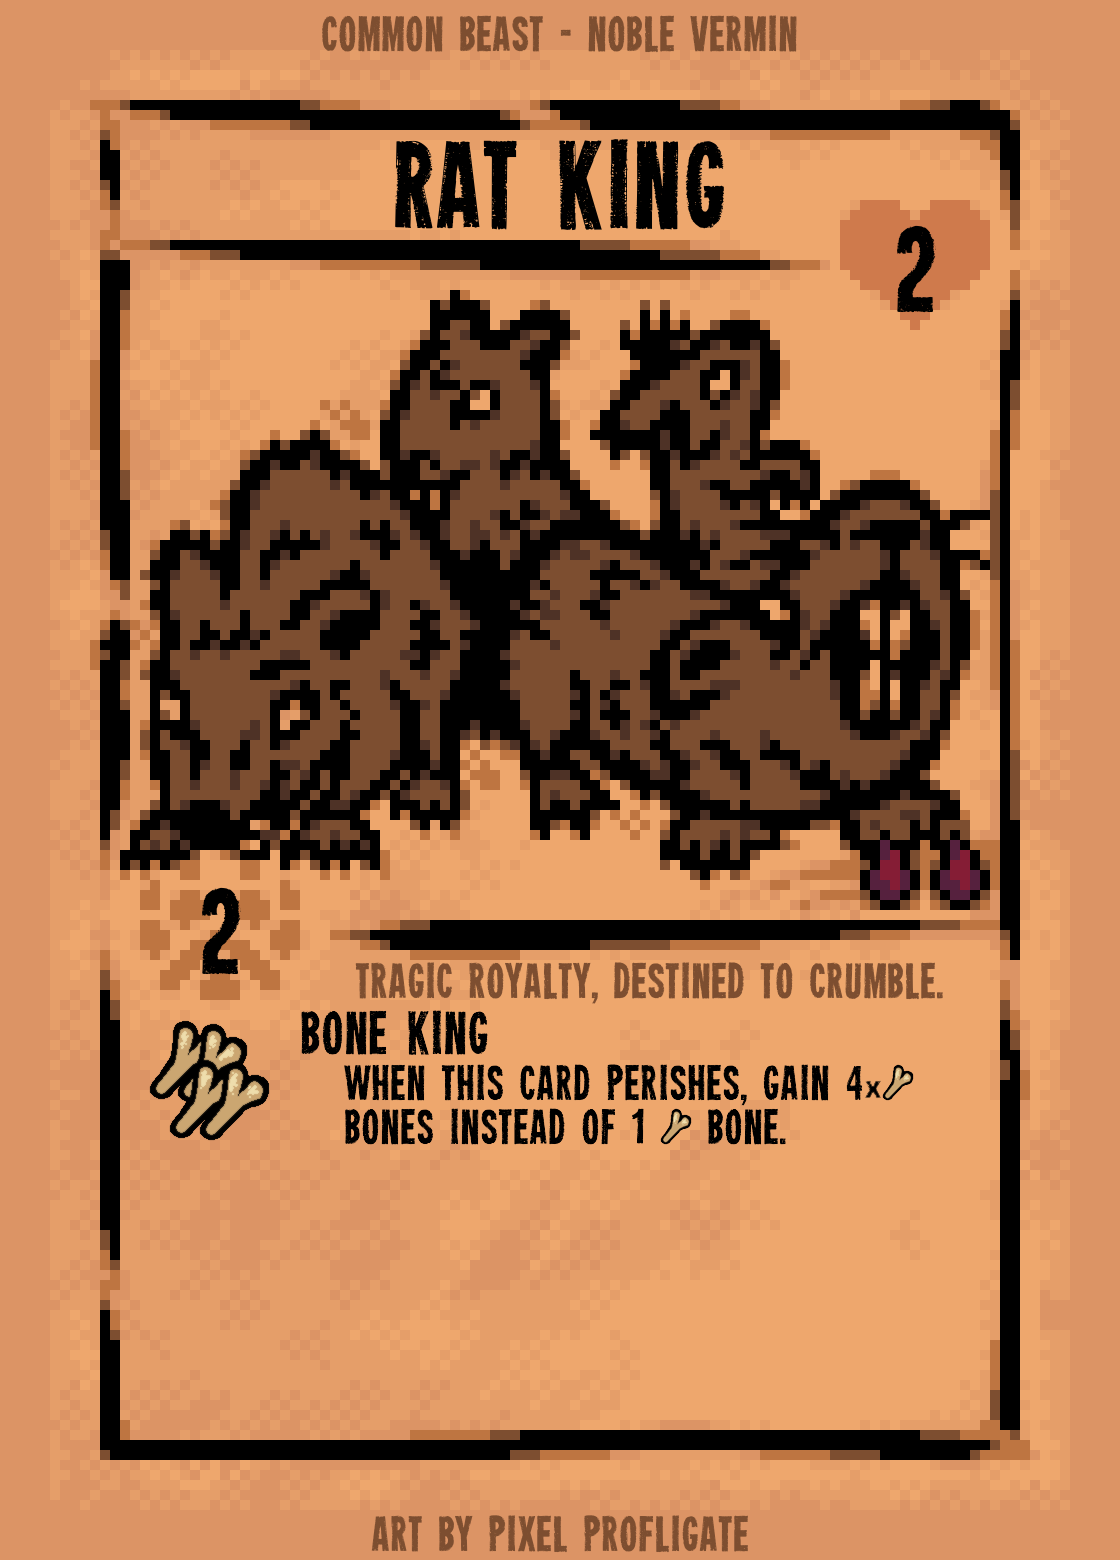 COMMON BEAST - NOBLE VERMIN
RAT KING
2
2
TRAGIC ROYALTY, DESTINED TO CRUMBLE.
BONE KING
WHEN THIS CARD PERISHES, GAIN 4x
BONES INSTEAD OF 1 BONE.
ART BY PIXEL PROFLIGATE